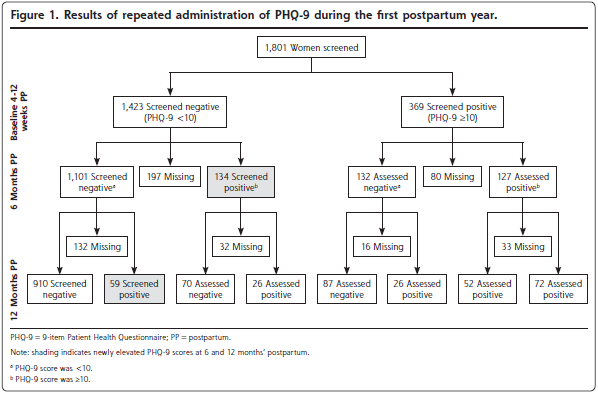 Figure 1. Results of repeated administration of PHQ-9 during the first postpartum year.
1,801 Women screened
Baseline 4-12
weeks PP
1,423 Screened negative
(PHQ-9 <10)
369 Screened positive
(PHQ-9 ≥10)
6 Months PP
1,101 Screened
negativeᵃ
197 Missing
134 Screened
positiveᵇ
132 Assessed
negativeᵃ
80 Missing
127 Assessed
positiveᵇ
132 Missing
32 Missing
16 Missing
33 Missing
12 Months PP
910 Screened
negative
59 Screened
positive
70 Assessed
negative
26 Assessed
positive
87 Assessed
negative
26 Assessed
positive
52 Assessed
positive
72 Assessed
positive
PHQ-9 = 9-item Patient Health Questionnaire; PP = postpartum.
Note: shading indicates newly elevated PHQ-9 scores at 6 and 12 months' postpartum.
ᵃ PHQ-9 score was <10.
ᵇ PHQ-9 score was ≥10.